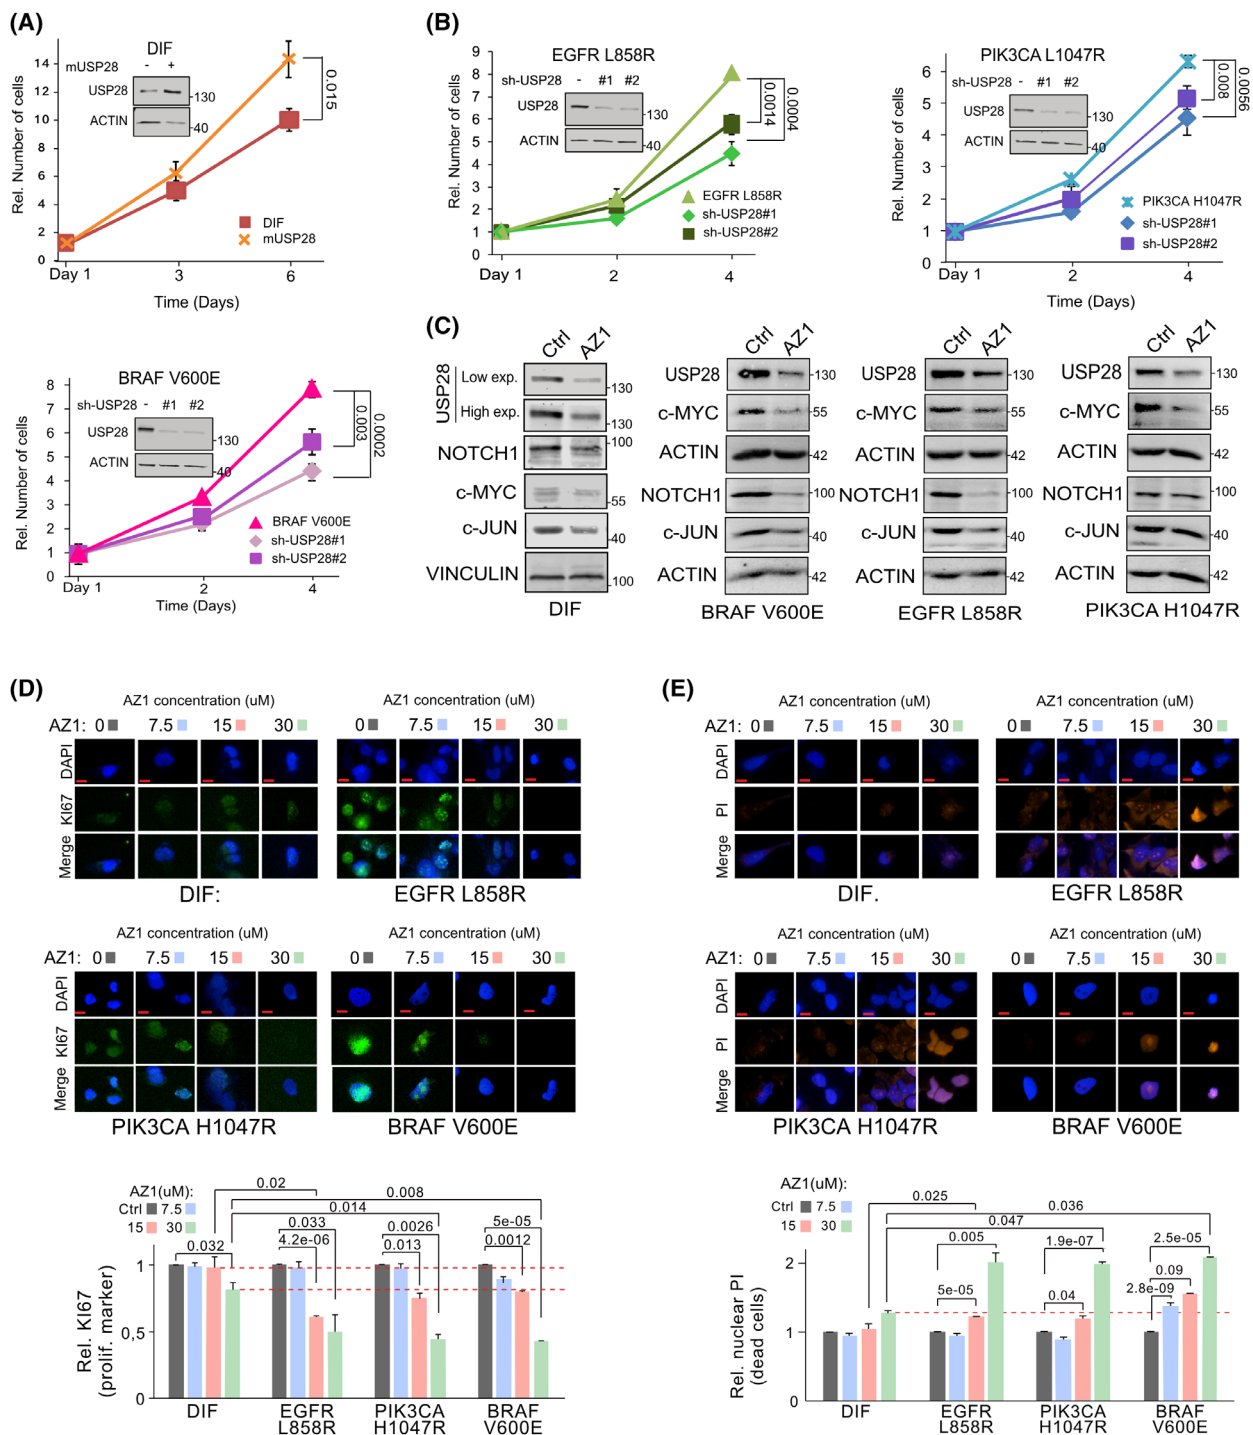 (A)
DIF
mUSP28 - +
USP28
-130
ACTIN
-40
0.015
Rel. Number of cells
14
12
10
8
6
4
2
0
DIF
mUSP28
Day 1 3 6
Time (Days)
(B)
EGFR L858R
sh-USP28 - #1 #2
USP28
-130
ACTIN
-40
0.0014
0.0004
Rel. Number of cells
9
8
7
6
5
4
3
2
1
0
EGFR L858R
sh-USP28#1
sh-USP28#2
Day 1 2 4
Time (Days)
PIK3CA L1047R
sh-USP28 - #1 #2
USP28
-130
ACTIN
-40
0.008
0.0056
Rel. Number of cells
6
5
4
3
2
1
0
PIK3CA H1047R
sh-USP28#1
sh-USP28#2
Day 1 2 4
Time (Days)
BRAF V600E
sh-USP28 - #1 #2
USP28
-130
ACTIN
-40
0.003
0.0002
Rel. Number of cells
8
7
6
5
4
3
2
1
0
BRAF V600E
sh-USP28#1
sh-USP28#2
Day 1 2 4
Time (Days)
(C)
Ctrl AZ1
USP28
Low exp.
-130
High exp.
-130
NOTCH1
-100
c-MYC
-55
c-JUN
-40
VINCULIN
-100
DIF
Ctrl AZ1
USP28 -130
c-MYC -55
ACTIN -42
NOTCH1 -100
c-JUN -40
ACTIN -42
BRAF V600E
Ctrl AZ1
USP28 -130
c-MYC -55
ACTIN -42
NOTCH1 -100
c-JUN -40
ACTIN -42
EGFR L858R
Ctrl AZ1
USP28 -130
c-MYC -55
ACTIN -42
NOTCH1 -100
c-JUN -40
ACTIN -42
PIK3CA H1047R
(D)
AZ1 concentration (uM)
AZ1: 0 7.5 15 30
DAPI
KI67
Merge
DIF:
AZ1 concentration (uM)
0 7.5 15 30
EGFR L858R
AZ1 concentration (uM)
AZ1: 0 7.5 15 30
DAPI
KI67
Merge
PIK3CA H1047R
AZ1 concentration (uM)
0 7.5 15 30
BRAF V600E
AZ1(uM):
Ctrl 7.5
15 30
0.02
0.008
0.014
0.032
0.033
4.2e-06
0.0026
0.013
5e-05
0.0012
Rel. KI67
(prolif. marker)
1
0,5
0
DIF
EGFR
L858R
PIK3CA
H1047R
BRAF
V600E
(E)
AZ1 concentration (uM)
AZ1: 0 7.5 15 30
DAPI
PI
Merge
DIF.
AZ1 concentration (uM)
0 7.5 15 30
EGFR L858R
AZ1 concentration (uM)
AZ1: 0 7.5 15 30
DAPI
PI
Merge
PIK3CA H1047R
AZ1 concentration (uM)
0 7.5 15 30
BRAF V600E
AZ1(uM):
Ctrl 7.5
15 30
0.025
0.036
0.047
0.005
5e-05
1.9e-07
0.04
2.5e-05
0.09
2.8e-09
Rel. nuclear PI
(dead cells)
2
1
0
DIF
EGFR
L858R
PIK3CA
H1047R
BRAF
V600E